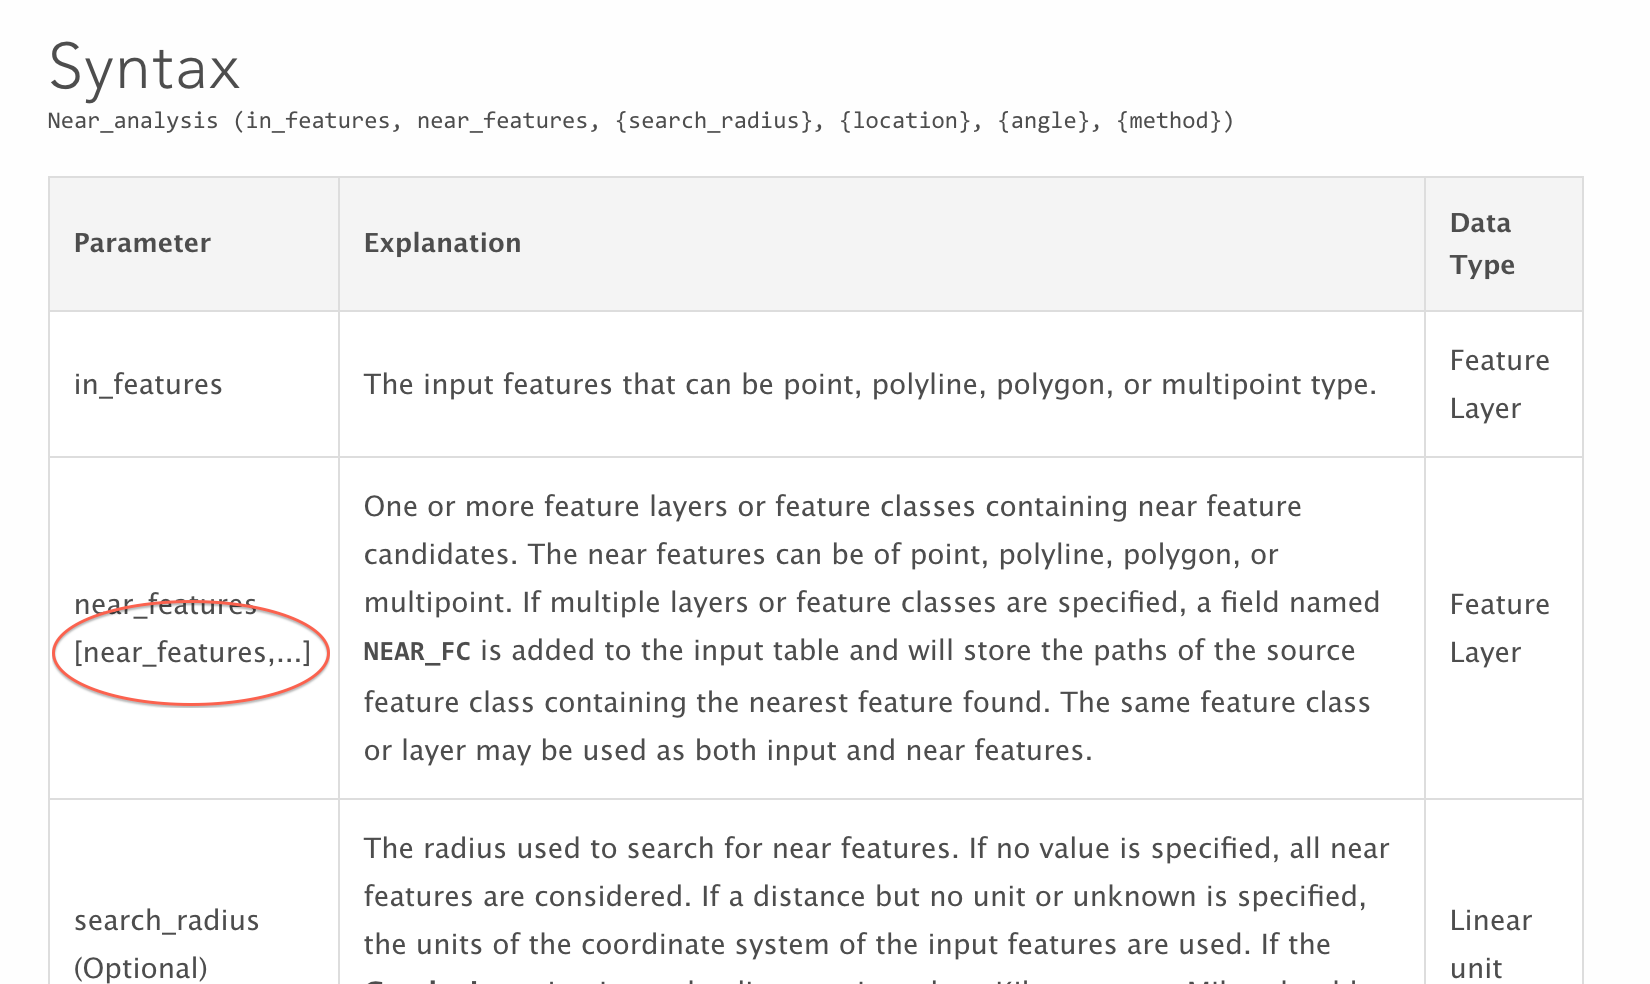 Syntax
Near_analysis (in_features, near_features, {search_radius}, {location}, {angle}, {method})
Parameter
Explanation
Data
Type
in_features
The input features that can be point, polyline, polygon, or multipoint type.
Feature
Layer
near_features
[near_features,...]
One or more feature layers or feature classes containing near feature
candidates. The near features can be of point, polyline, polygon, or
multipoint. If multiple layers or feature classes are specified, a field named
NEAR_FC is added to the input table and will store the paths of the source
feature class containing the nearest feature found. The same feature class
or layer may be used as both input and near features.
Feature
Layer
search_radius
(Optional)
The radius used to search for near features. If no value is specified, all near
features are considered. If a distance but no unit or unknown is specified,
the units of the coordinate system of the input features are used. If the
Linear
unit